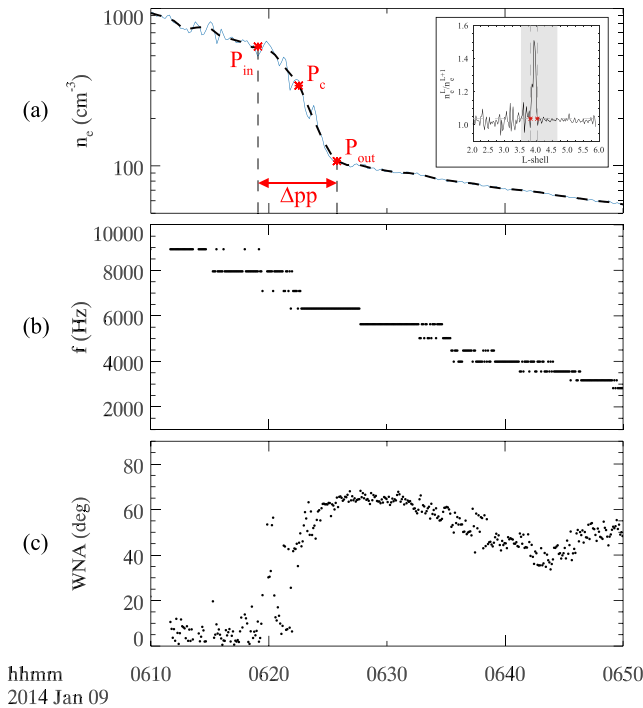 (a)
n_e (cm^-3)
1000
100
P_in
P_c
P_out
Δpp
n_e^L/n_e^L+1
1.6
1.4
1.2
1.0
2.0 2.5 3.0 3.5 4.0 4.5 5.0 5.5 6.0
L-shell
(b)
f (Hz)
10000
8000
6000
4000
2000
(c)
WNA (deg)
80
60
40
20
0
hhmm 0610 0620 0630 0640 0650
2014 Jan 09